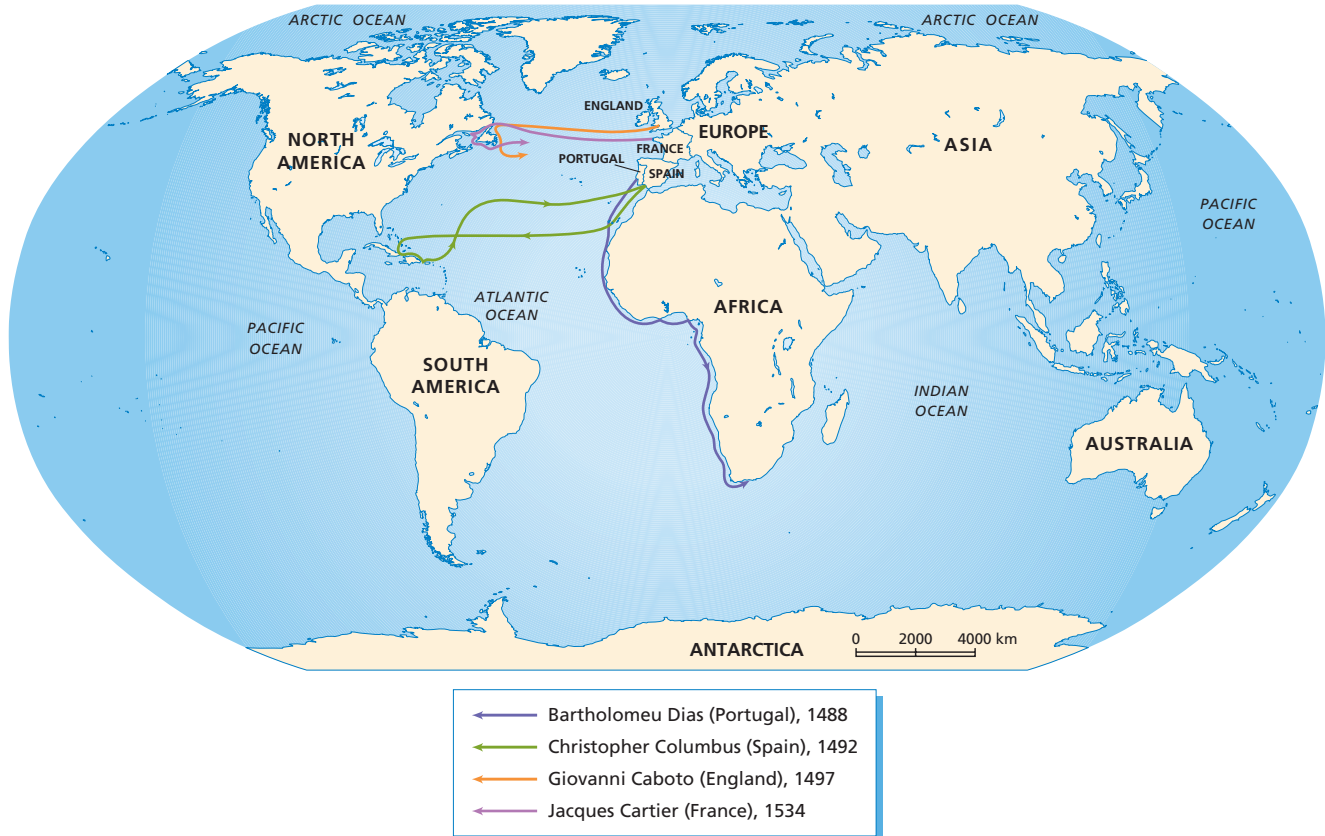 ARCTIC OCEAN
ARCTIC OCEAN
ENGLAND
EUROPE
NORTH
AMERICA
ASIA
FRANCE
PORTUGAL
SPAIN
PACIFIC
OCEAN
ATLANTIC
OCEAN
AFRICA
PACIFIC
OCEAN
SOUTH
AMERICA
INDIAN
OCEAN
AUSTRALIA
ANTARCTICA
0 2000 4000 km
Bartholomeu Dias (Portugal), 1488
Christopher Columbus (Spain), 1492
Giovanni Caboto (England), 1497
Jacques Cartier (France), 1534